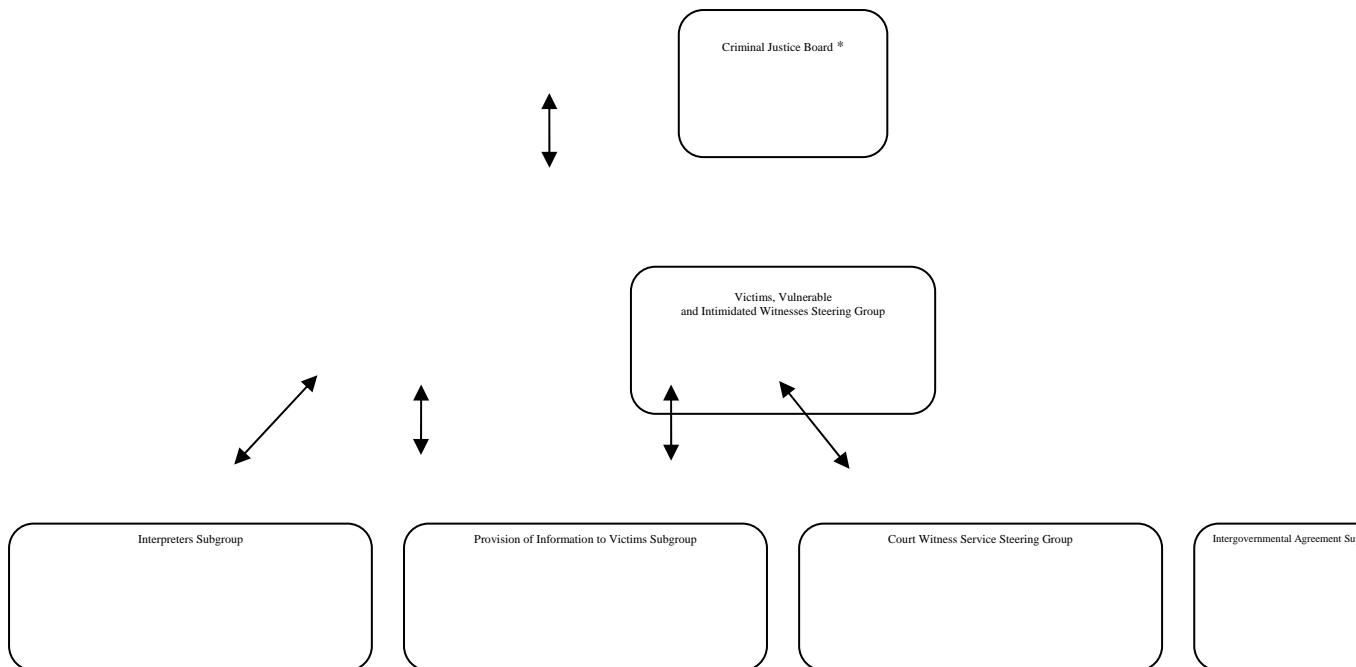 Criminal Justice Board *
Victims, Vulnerable
and Intimidated Witnesses Steering Group
Interpreters Subgroup
Provision of Information to Victims Subgroup
Court Witness Service Steering Group
Intergovernmental Agreement Su